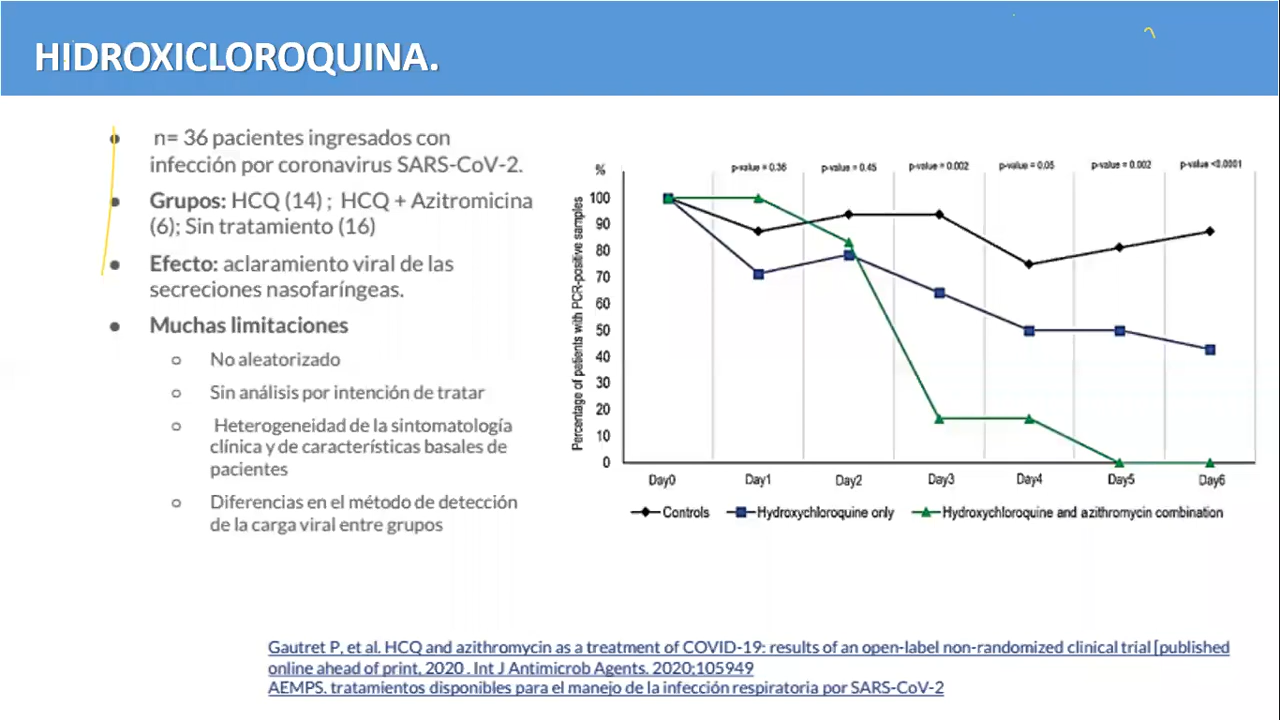 HIDROXICLOROQUINA.
n= 36 pacientes ingresados con
infección por coronavirus SARS-CoV-2.
Grupos: HCQ (14) ; HCQ + Azitromicina
(6); Sin tratamiento (16)
Efecto: aclaramiento viral de las
secreciones nasofaríngeas.
Muchas limitaciones
No aleatorizado
Sin análisis por intención de tratar
Heterogeneidad de la sintomatología
clínica y de características basales de
pacientes
Diferencias en el método de detección
de la carga viral entre grupos
%
p-value = 0.36 p-value = 0.45 p-value = 0.002 p-value = 0.05 p-value = 0.002 p-value <0.0001
Percentage of patients with PCR-positive samples
100
90
80
70
60
50
40
30
20
10
0
Day0 Day1 Day2 Day3 Day4 Day5 Day6
Controls Hydroxychloroquine only Hydroxychloroquine and azithromycin combination
Gautret P, et al. HCQ and azithromycin as a treatment of COVID-19: results of an open-label non-randomized clinical trial [published
online ahead of print, 2020 . Int J Antimicrob Agents. 2020;105949
AEMPS. tratamientos disponibles para el manejo de la infección respiratoria por SARS-CoV-2